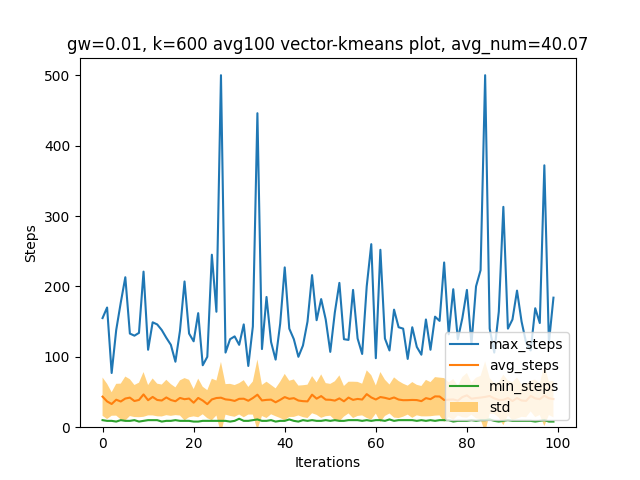 gw=0.01, k=600 avg100 vector-kmeans plot, avg_num=40.07
500
400
300
200
100
0
Steps
0 20 40 60 80 100
Iterations
max_steps
avg_steps
min_steps
std